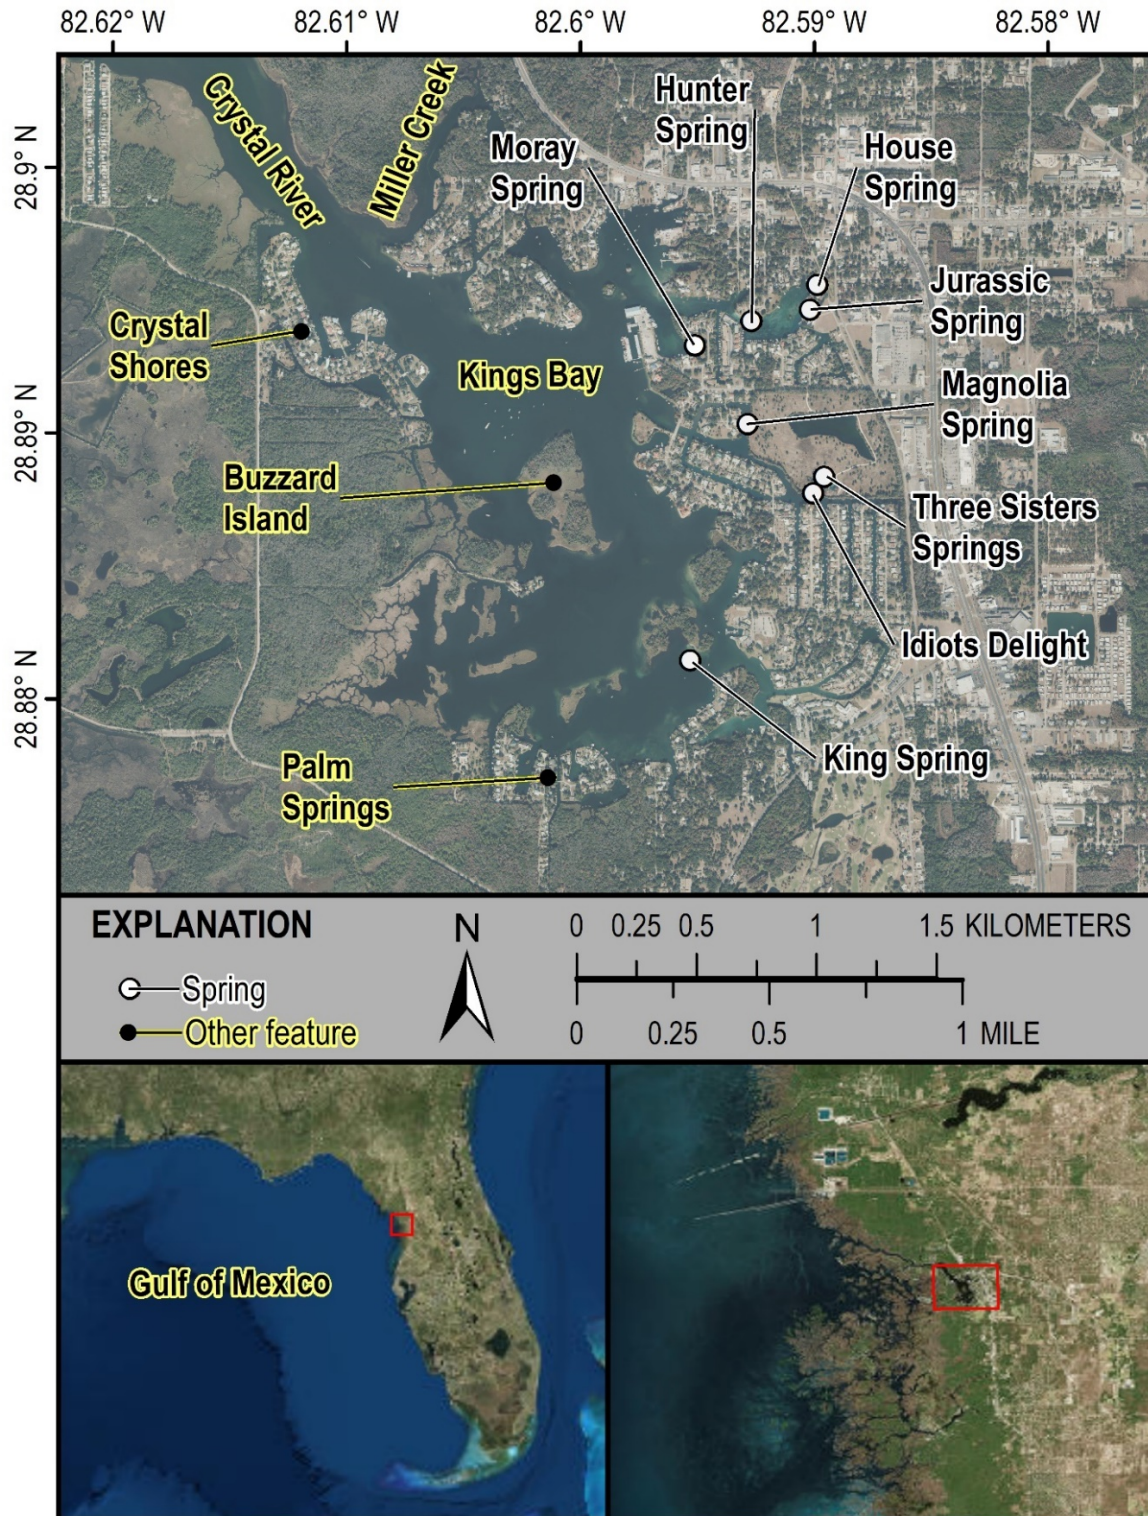 82.62° W 82.61° W 82.6° W 82.59° W 82.58° W
28.9° N
28.89° N
28.88° N
Crystal River
Miller Creek
Hunter
Spring
Moray
Spring
House
Spring
Jurassic
Spring
Crystal
Shores
Kings Bay
Magnolia
Spring
Buzzard
Island
Three Sisters
Springs
Idiots Delight
King Spring
Palm
Springs
EXPLANATION
Spring
Other feature
N
0 0.25 0.5 1 1.5 KILOMETERS
0 0.25 0.5 1 MILE
Gulf of Mexico